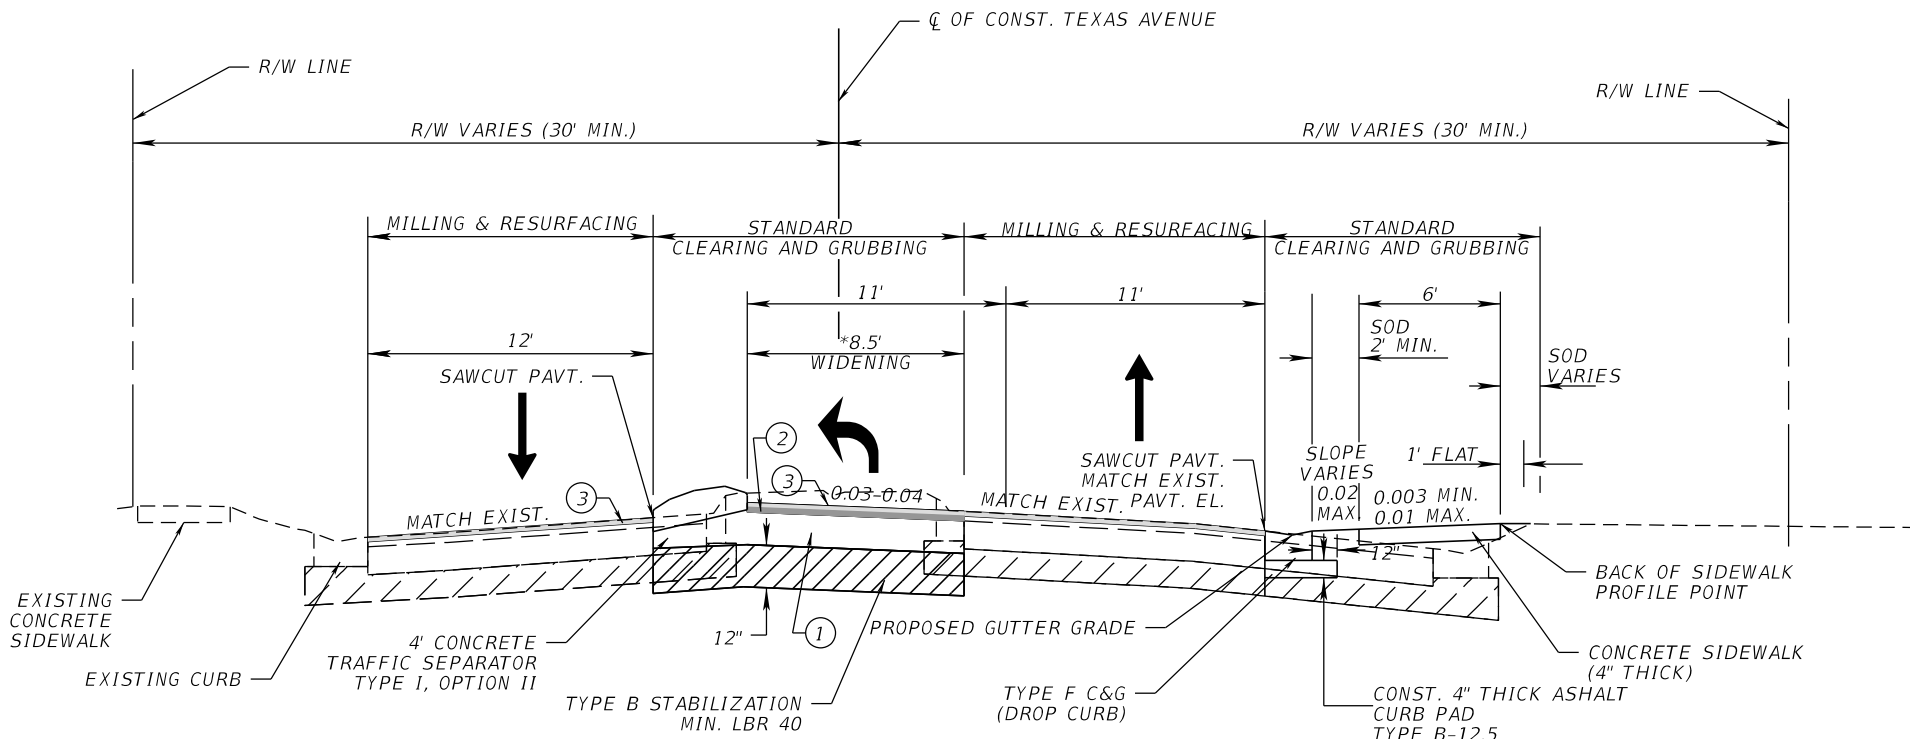 ℄ OF CONST. TEXAS AVENUE
R/W LINE
R/W LINE
R/W VARIES (30' MIN.)
R/W VARIES (30' MIN.)
MILLING & RESURFACING
STANDARD
CLEARING AND GRUBBING
MILLING & RESURFACING
STANDARD
CLEARING AND GRUBBING
11'
11'
6'
12'
*8.5'
WIDENING
SOD
2' MIN.
SOD
VARIES
SAWCUT PAVT.
2
3
3
0.03-0.04
SAWCUT PAVT.
MATCH EXIST.
PAVT. EL.
MATCH EXIST.
MATCH EXIST.
SLOPE
VARIES
0.02
MAX.
1' FLAT
0.003 MIN.
0.01 MAX.
12"
EXISTING
CONCRETE
SIDEWALK
EXISTING CURB
4' CONCRETE
TRAFFIC SEPARATOR
TYPE I, OPTION II
12"
1
TYPE B STABILIZATION
MIN. LBR 40
PROPOSED GUTTER GRADE
TYPE F C&G
(DROP CURB)
BACK OF SIDEWALK
PROFILE POINT
CONCRETE SIDEWALK
(4" THICK)
CONST. 4" THICK ASHALT
CURB PAD
TYPE B-12.5